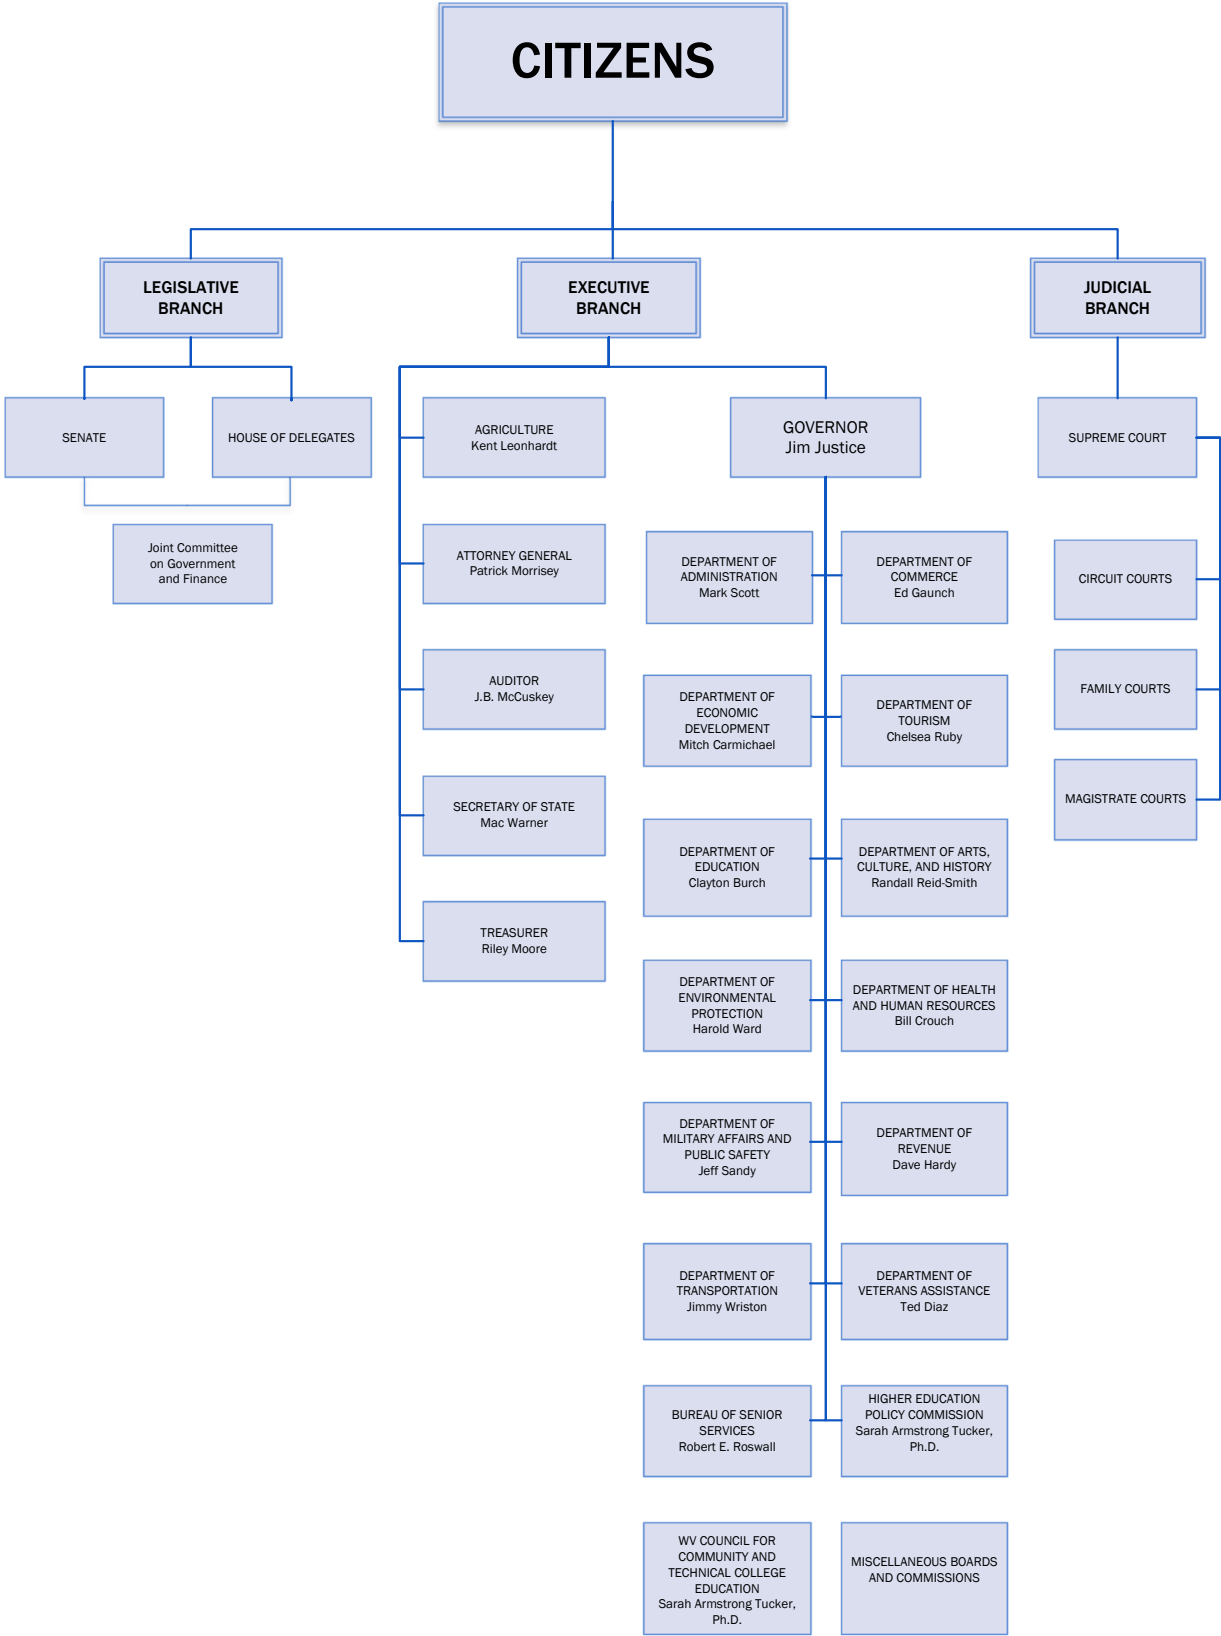 CITIZENS
LEGISLATIVE
BRANCH
EXECUTIVE
BRANCH
JUDICIAL
BRANCH
SENATE
HOUSE OF DELEGATES
Joint Committee
on Government
and Finance
AGRICULTURE
Kent Leonhardt
ATTORNEY GENERAL
Patrick Morrisey
AUDITOR
J.B. McCuskey
SECRETARY OF STATE
Mac Warner
TREASURER
Riley Moore
GOVERNOR
Jim Justice
DEPARTMENT OF
ADMINISTRATION
Mark Scott
DEPARTMENT OF
COMMERCE
Ed Gaunch
DEPARTMENT OF
ECONOMIC
DEVELOPMENT
Mitch Carmichael
DEPARTMENT OF
TOURISM
Chelsea Ruby
DEPARTMENT OF
EDUCATION
Clayton Burch
DEPARTMENT OF ARTS,
CULTURE, AND HISTORY
Randall Reid-Smith
DEPARTMENT OF
ENVIRONMENTAL
PROTECTION
Harold Ward
DEPARTMENT OF HEALTH
AND HUMAN RESOURCES
Bill Crouch
DEPARTMENT OF
MILITARY AFFAIRS AND
PUBLIC SAFETY
Jeff Sandy
DEPARTMENT OF
REVENUE
Dave Hardy
DEPARTMENT OF
TRANSPORTATION
Jimmy Wriston
DEPARTMENT OF
VETERANS ASSISTANCE
Ted Diaz
BUREAU OF SENIOR
SERVICES
Robert E. Roswall
HIGHER EDUCATION
POLICY COMMISSION
Sarah Armstrong Tucker,
Ph.D.
WV COUNCIL FOR
COMMUNITY AND
TECHNICAL COLLEGE
EDUCATION
Sarah Armstrong Tucker,
Ph.D.
MISCELLANEOUS BOARDS
AND COMMISSIONS
SUPREME COURT
CIRCUIT COURTS
FAMILY COURTS
MAGISTRATE COURTS